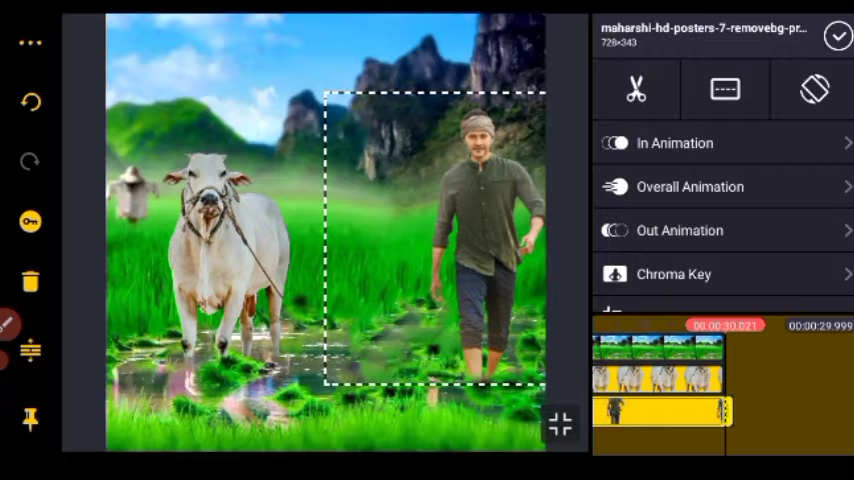 maharshi-hd-posters-7-removebg-pr...
728×343
In Animation
Overall Animation
Out Animation
Chroma Key
00:00:30.021
00:00:29.999